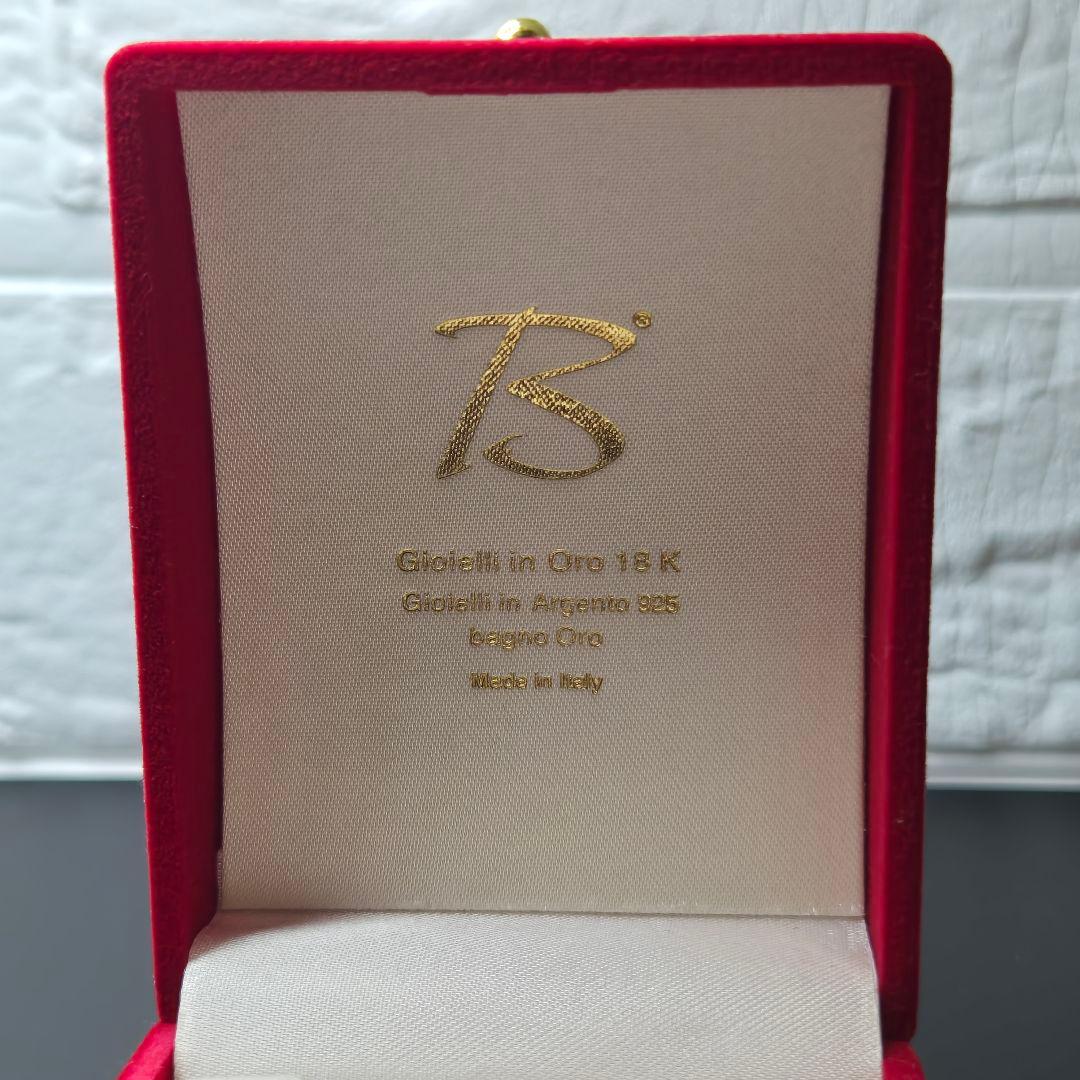 B®
Gioielli in Oro 18 K
Gioielli in Argento 925
bagno Oro
Made in Italy